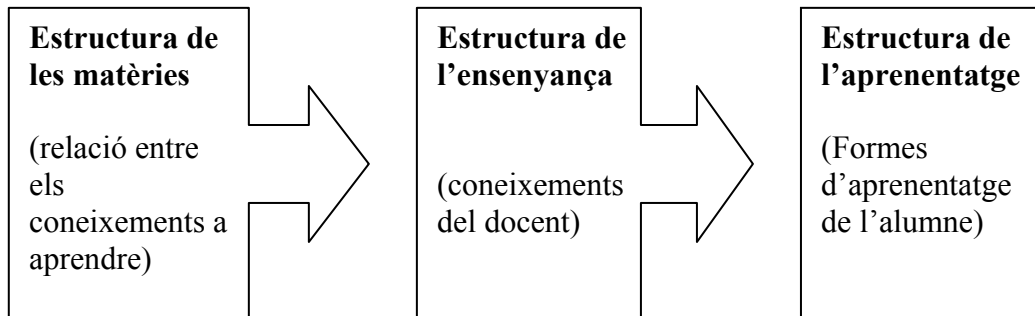 Estructura de
les matèries
(relació entre
els
coneixements a
aprendre)
Estructura de
l’ensenyança
(coneixements
del docent)
Estructura de
l’aprenentatge
(Formes
d’aprenentatge
de l’alumne)